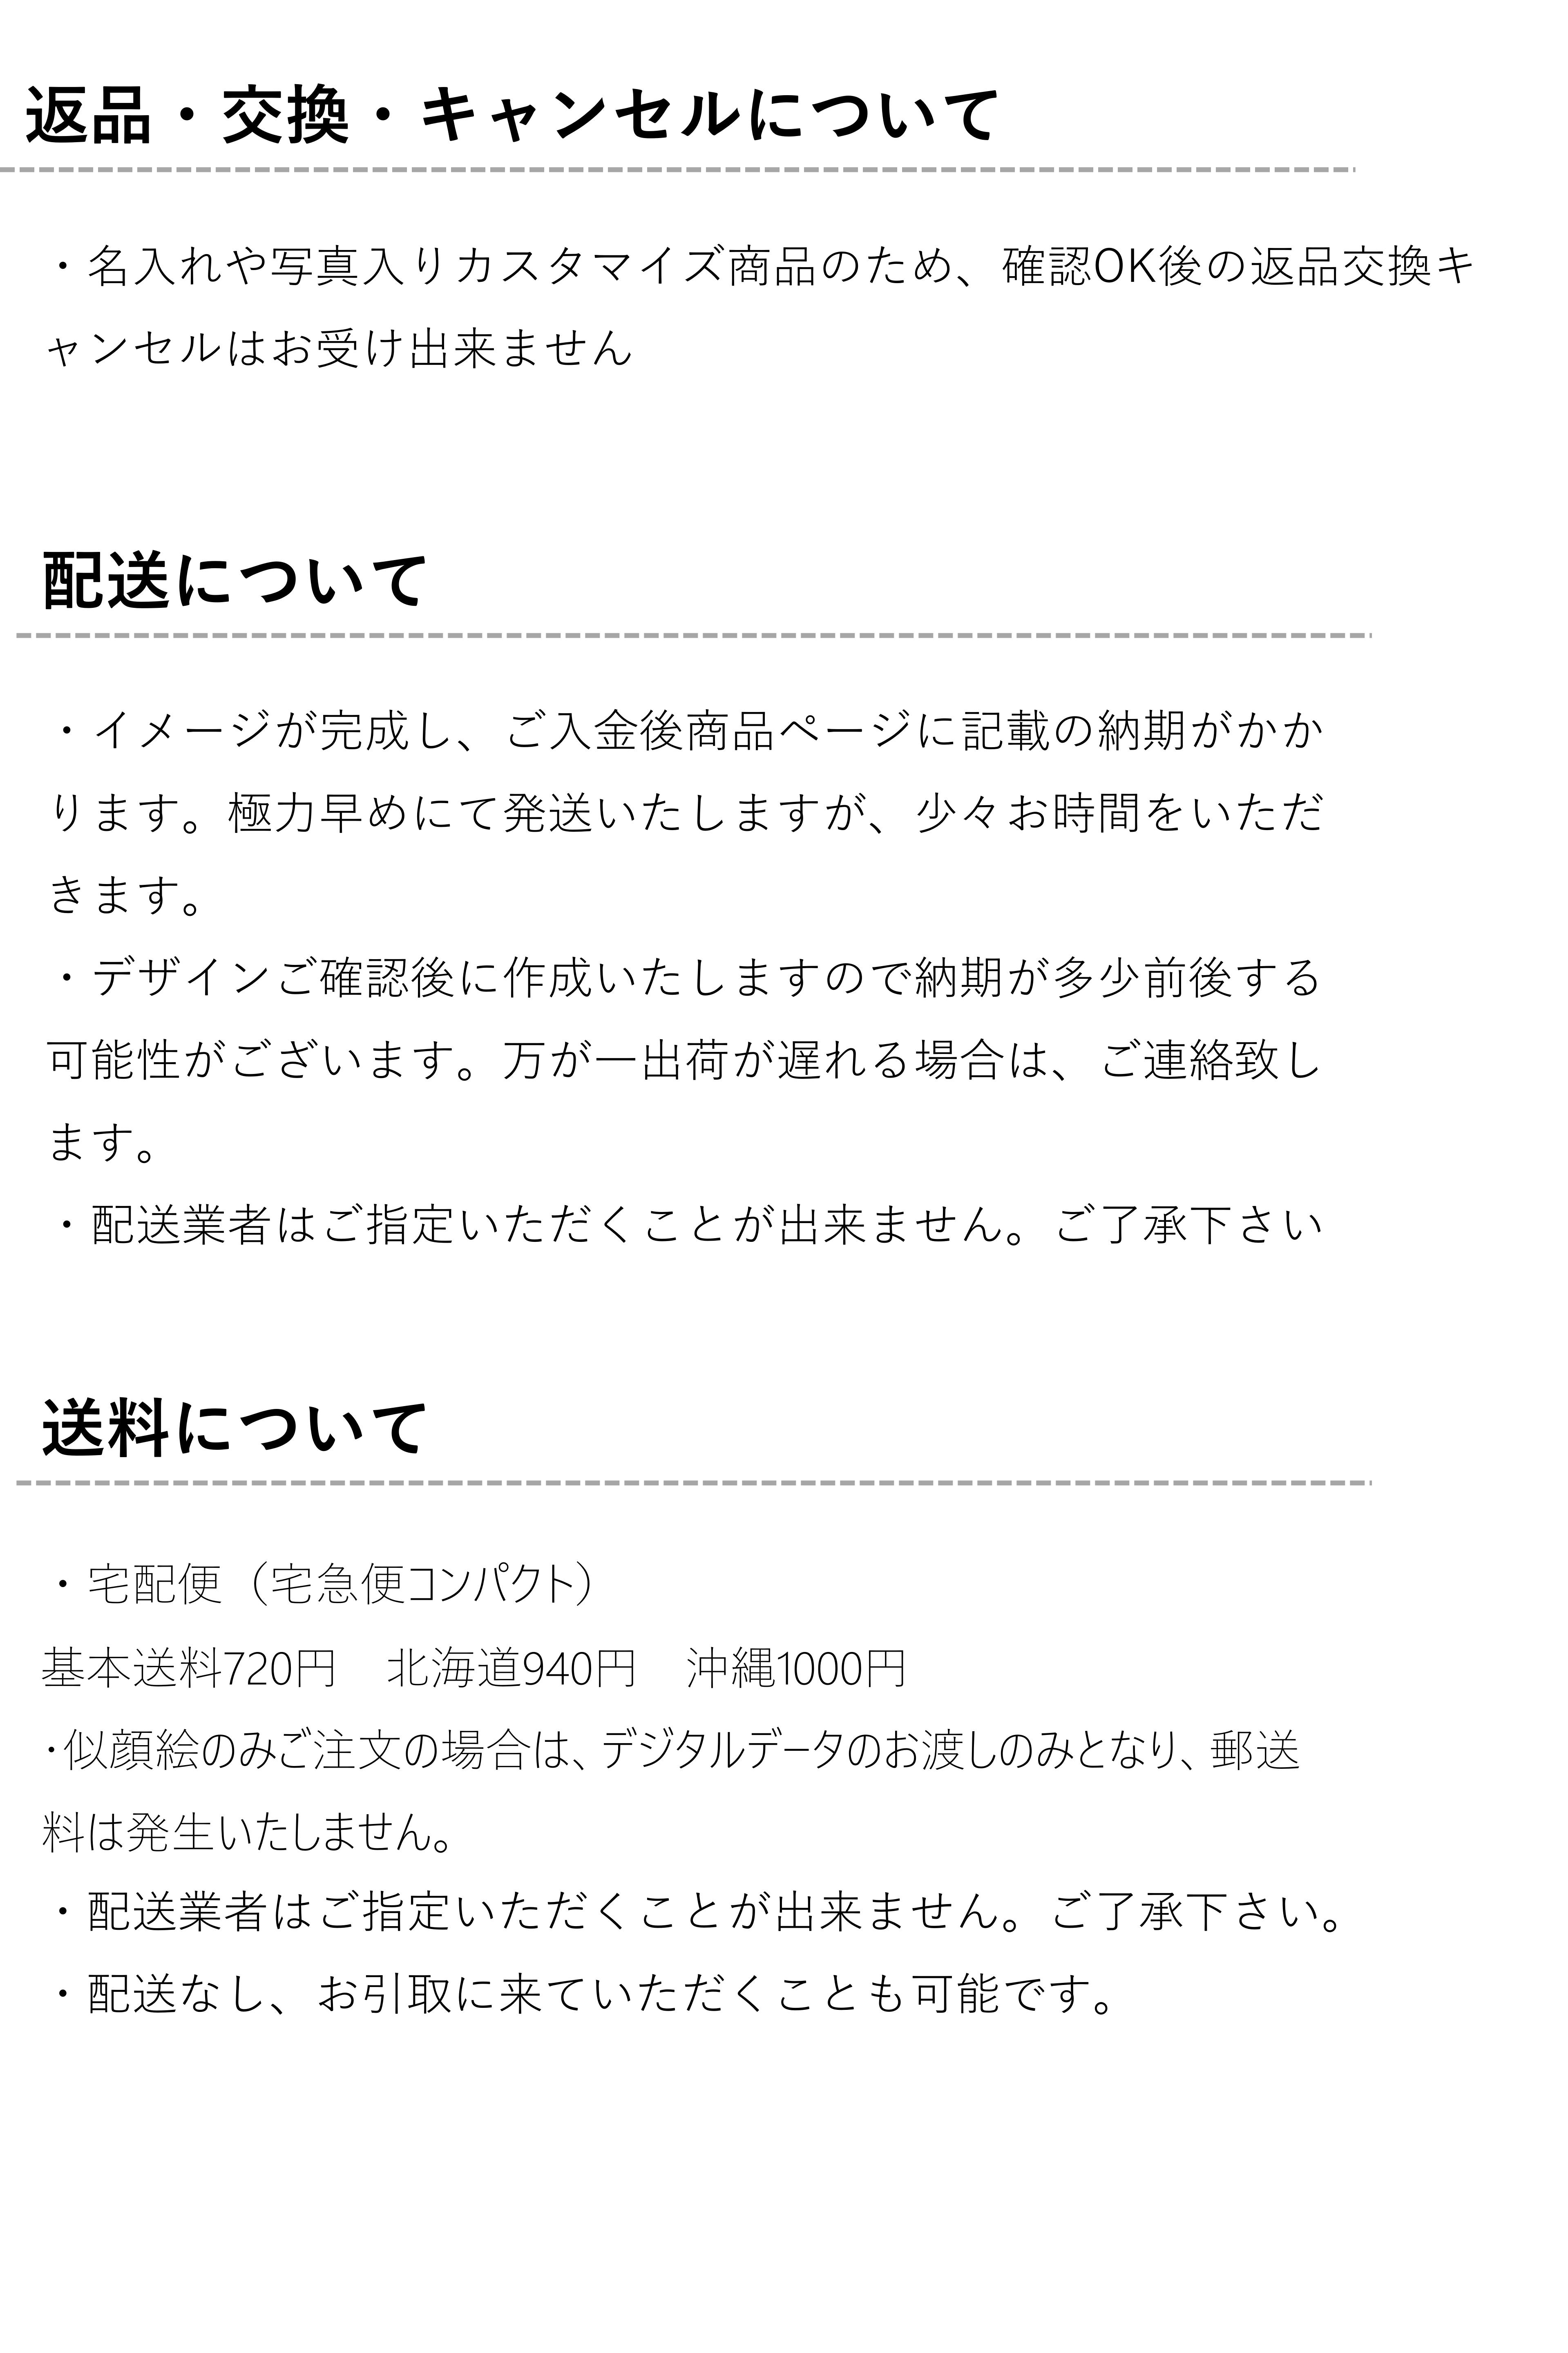 返品・交換・キャンセルについて
・名入れや写真入りカスタマイズ商品のため、確認OK後の返品交換キ
ャンセルはお受け出来ません
配送について
・イメージが完成し、ご入金後商品ページに記載の納期がかか
ります。極力早めにて発送いたしますが、少々お時間をいただ
きます。
・デザインご確認後に作成いたしますので納期が多少前後する
可能性がございます。万が一出荷が遅れる場合は、ご連絡致し
ます。
・配送業者はご指定いただくことが出来ません。ご了承下さい
送料について
・宅配便（宅急便コンパクト）
基本送料720円　北海道940円　沖縄1000円
・似顔絵のみご注文の場合は、デジタルデータのお渡しのみとなり、郵送
料は発生いたしません。
・配送業者はご指定いただくことが出来ません。ご了承下さい。
・配送なし、お引取に来ていただくことも可能です。